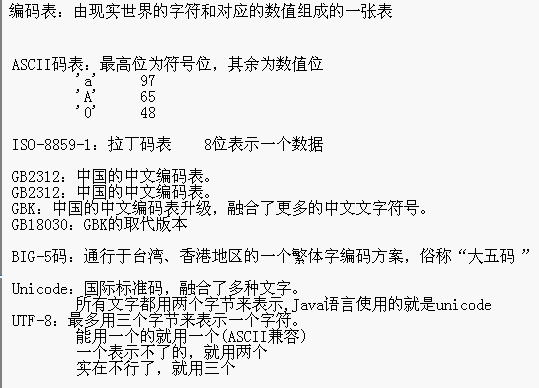 编码表：由现实世界的字符和对应的数值组成的一张表
ASCII码表：最高位为符号位，其余为数值位
'a' 97
'A' 65
'0' 48
ISO-8859-1：拉丁码表 8位表示一个数据
GB2312：中国的中文编码表。
GB2312：中国的中文编码表。
GBK：中国的中文编码表升级，融合了更多的中文文字符号。
GB18030：GBK的取代版本
BIG-5码：通行于台湾、香港地区的一个繁体字编码方案，俗称“大五码 ”
Unicode：国际标准码，融合了多种文字。
所有文字都用两个字节来表示,Java语言使用的就是unicode
UTF-8：最多用三个字节来表示一个字符。
能用一个的就用一个(ASCII兼容)
一个表示不了的，就用两个
实在不行了，就用三个